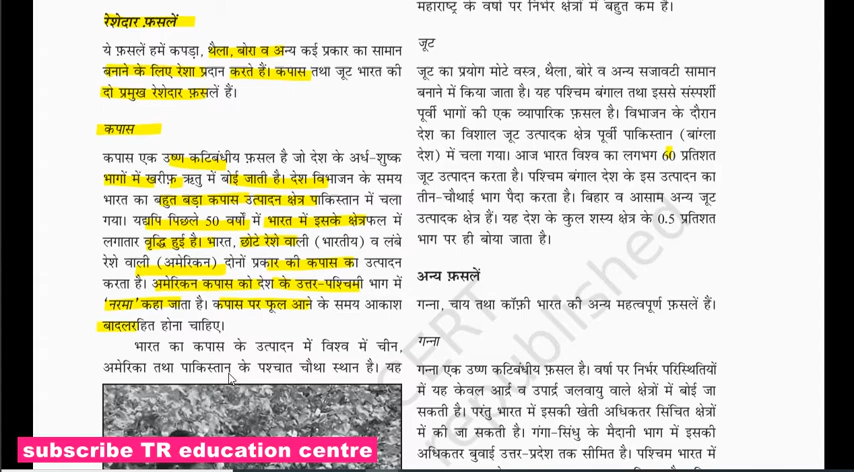 रेशेदार फ़सलें
ये फ़सलें हमें कपड़ा, थैला, बोरा व अन्य कई प्रकार का सामान
बनाने के लिए रेशा प्रदान करते हैं। कपास तथा जूट भारत की
दो प्रमुख रेशेदार फ़सलें हैं।
कपास
कपास एक उष्ण कटिबंधीय फ़सल है जो देश के अर्ध-शुष्क
भागों में खरीफ़ ऋतु में बोई जाती है। देश विभाजन के समय
भारत का बहुत बड़ा कपास उत्पादन क्षेत्र पाकिस्तान में चला
गया। यद्यपि पिछले 50 वर्षों में भारत में इसके क्षेत्रफल में
लगातार वृद्धि हुई है। भारत, छोटे रेशे वाली (भारतीय) व लंबे
रेशे वाली (अमेरिकन) दोनों प्रकार की कपास का उत्पादन
करता है। अमेरिकन कपास को देश के उत्तर-पश्चिमी भाग में
'नरमा' कहा जाता है। कपास पर फूल आने के समय आकाश
बादलरहित होना चाहिए।
भारत का कपास के उत्पादन में विश्व में चीन,
अमेरिका तथा पाकिस्तान के पश्चात चौथा स्थान है। यह
महाराष्ट्र के वर्षा पर निर्भर क्षेत्रों में बहुत कम है।
जूट
जूट का प्रयोग मोटे वस्त्र, थैला, बोरे व अन्य सजावटी सामान
बनाने में किया जाता है। यह पश्चिम बंगाल तथा इससे संस्पर्शी
पूर्वी भागों की एक व्यापारिक फ़सल है। विभाजन के दौरान
देश का विशाल जूट उत्पादक क्षेत्र पूर्वी पाकिस्तान (बांग्ला
देश) में चला गया। आज भारत विश्व का लगभग 60 प्रतिशत
जूट उत्पादन करता है। पश्चिम बंगाल देश के इस उत्पादन का
तीन-चौथाई भाग पैदा करता है। बिहार व आसाम अन्य जूट
उत्पादक क्षेत्र हैं। यह देश के कुल शस्य क्षेत्र के 0.5 प्रतिशत
भाग पर ही बोया जाता है।
अन्य फ़सलें
गन्ना, चाय तथा कॉफ़ी भारत की अन्य महत्वपूर्ण फ़सलें हैं।
गन्ना
गन्ना एक उष्ण कटिबंधीय फ़सल है। वर्षा पर निर्भर परिस्थितियों
में यह केवल आर्द्र व उपार्द्र जलवायु वाले क्षेत्रों में बोई जा
सकती है। परंतु भारत में इसकी खेती अधिकतर सिंचित क्षेत्रों
में की जा सकती है। गंगा-सिंधु के मैदानी भाग में इसकी
अधिकतर बुवाई उत्तर-प्रदेश तक सीमित है। पश्चिम भारत में
republished
subscribe TR education centre